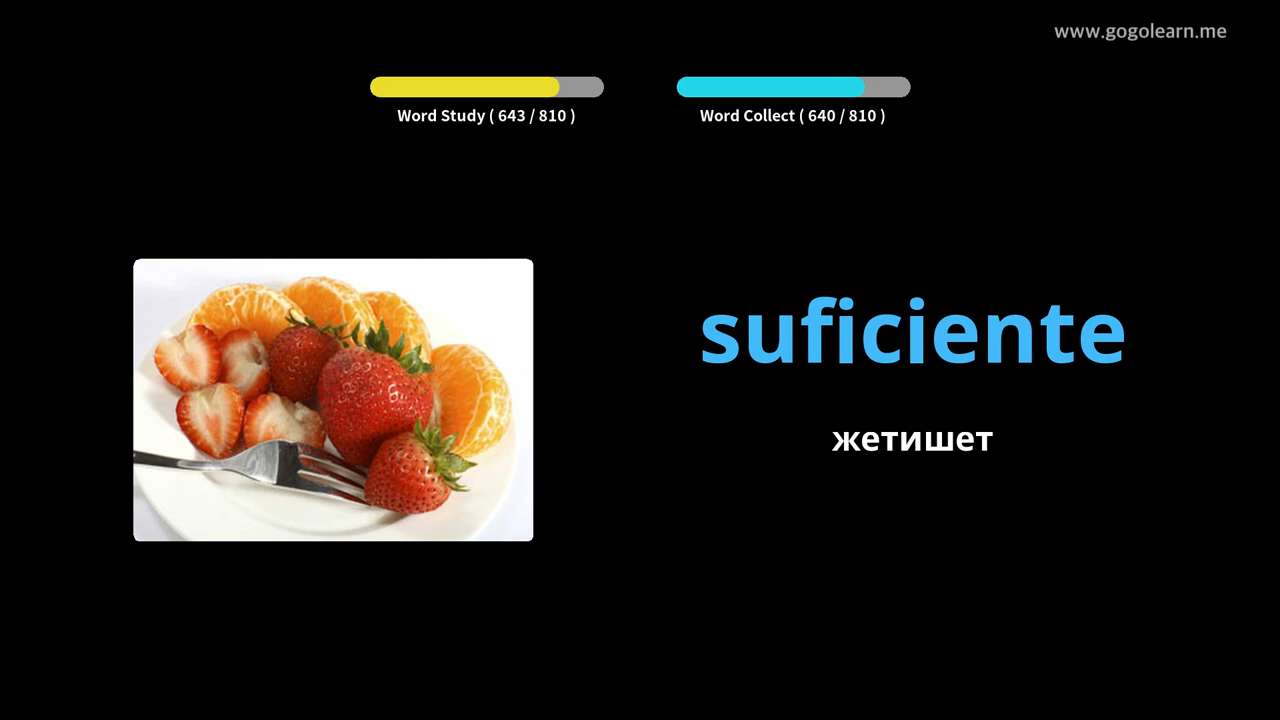 www.gogolearn.me
Word Study ( 643 / 810 )
Word Collect ( 640 / 810 )
suficiente
жетишет